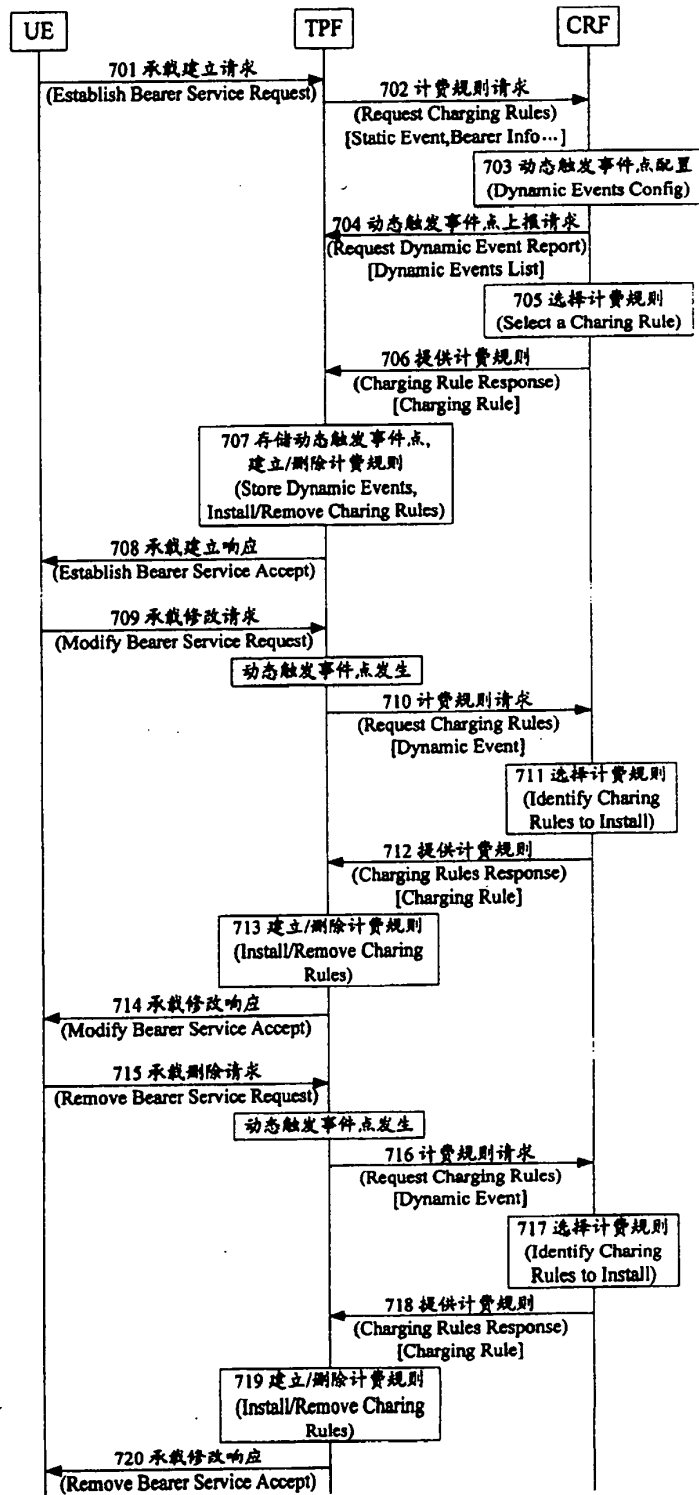 UE
TPF
CRF
701 承载建立请求
(Establish Bearer Service Request)
702 计费规则请求
(Request Charging Rules)
[Static Event,Bearer Info···]
703 动态触发事件点配置
(Dynamic Events Config)
704 动态触发事件点上报请求
(Request Dynamic Event Report)
[Dynamic Events List]
705 选择计费规则
(Select a Charing Rule)
706 提供计费规则
(Charging Rule Response)
[Charging Rule]
707 存储动态触发事件点,
建立/删除计费规则
(Store Dynamic Events,
Install/Remove Charing Rules)
708 承载建立响应
(Establish Bearer Service Accept)
709 承载修改请求
(Modify Bearer Service Request)
动态触发事件点发生
710 计费规则请求
(Request Charging Rules)
[Dynamic Event]
711 选择计费规则
(Identify Charing
Rules to Install)
712 提供计费规则
(Charging Rules Response)
[Charging Rule]
713 建立/删除计费规则
(Install/Remove Charing
Rules)
714 承载修改响应
(Modify Bearer Service Accept)
715 承载删除请求
(Remove Bearer Service Request)
动态触发事件点发生
716 计费规则请求
(Request Charging Rules)
[Dynamic Event]
717 选择计费规则
(Identify Charing
Rules to Install)
718 提供计费规则
(Charging Rules Response)
[Charging Rule]
719 建立/删除计费规则
(Install/Remove Charing
Rules)
720 承载修改响应
(Remove Bearer Service Accept)